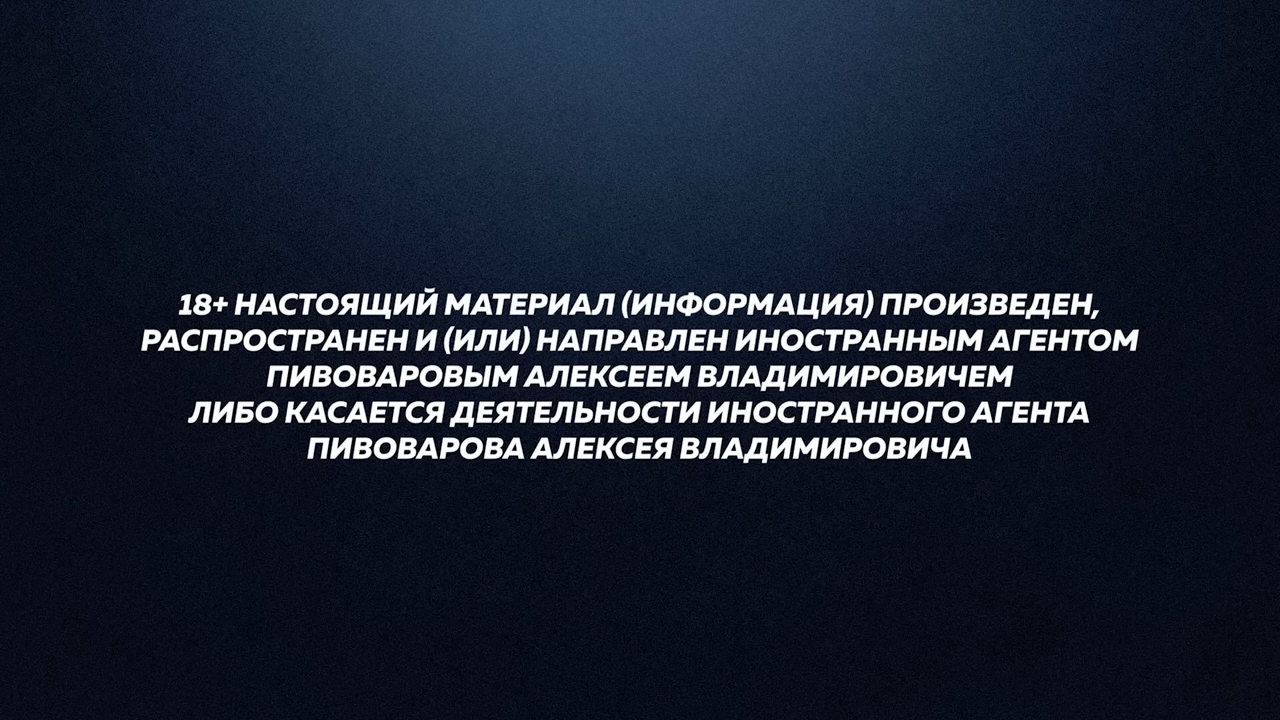 18+ НАСТОЯЩИЙ МАТЕРИАЛ (ИНФОРМАЦИЯ) ПРОИЗВЕДЕН,
РАСПРОСТРАНЕН И (ИЛИ) НАПРАВЛЕН ИНОСТРАННЫМ АГЕНТОМ
ПИВОВАРОВЫМ АЛЕКСЕЕМ ВЛАДИМИРОВИЧЕМ
ЛИБО КАСАЕТСЯ ДЕЯТЕЛЬНОСТИ ИНОСТРАННОГО АГЕНТА
ПИВОВАРОВА АЛЕКСЕЯ ВЛАДИМИРОВИЧА